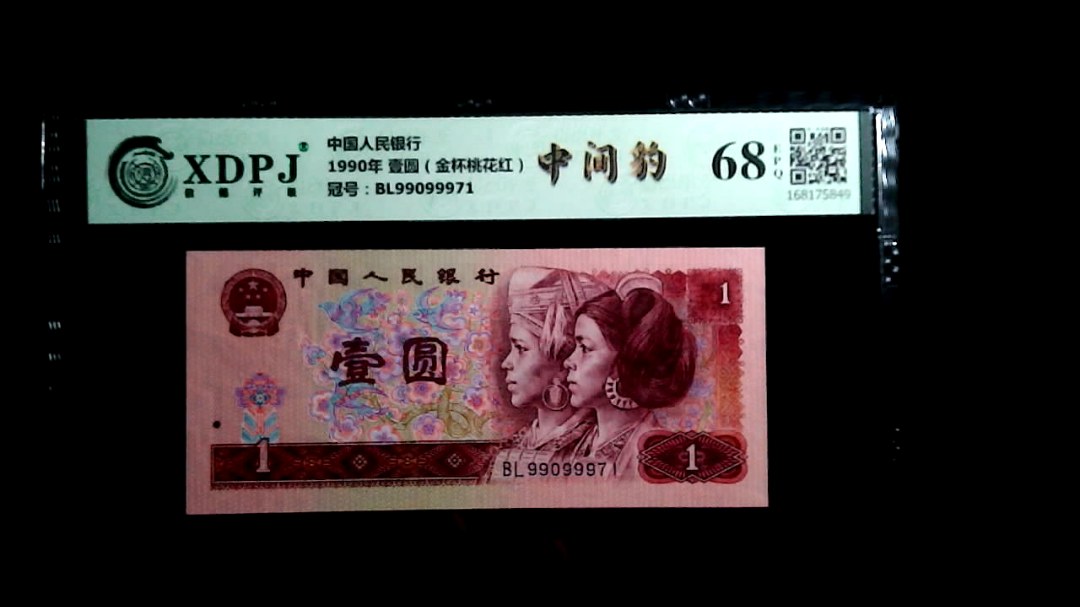 XDPJ
中国人民银行
1990年 壹圆（金杯桃花红）
冠号：BL99099971
中间豹
68
EPQ
168175849
中国人民银行
1
壹圆
1
BL 99099971
1